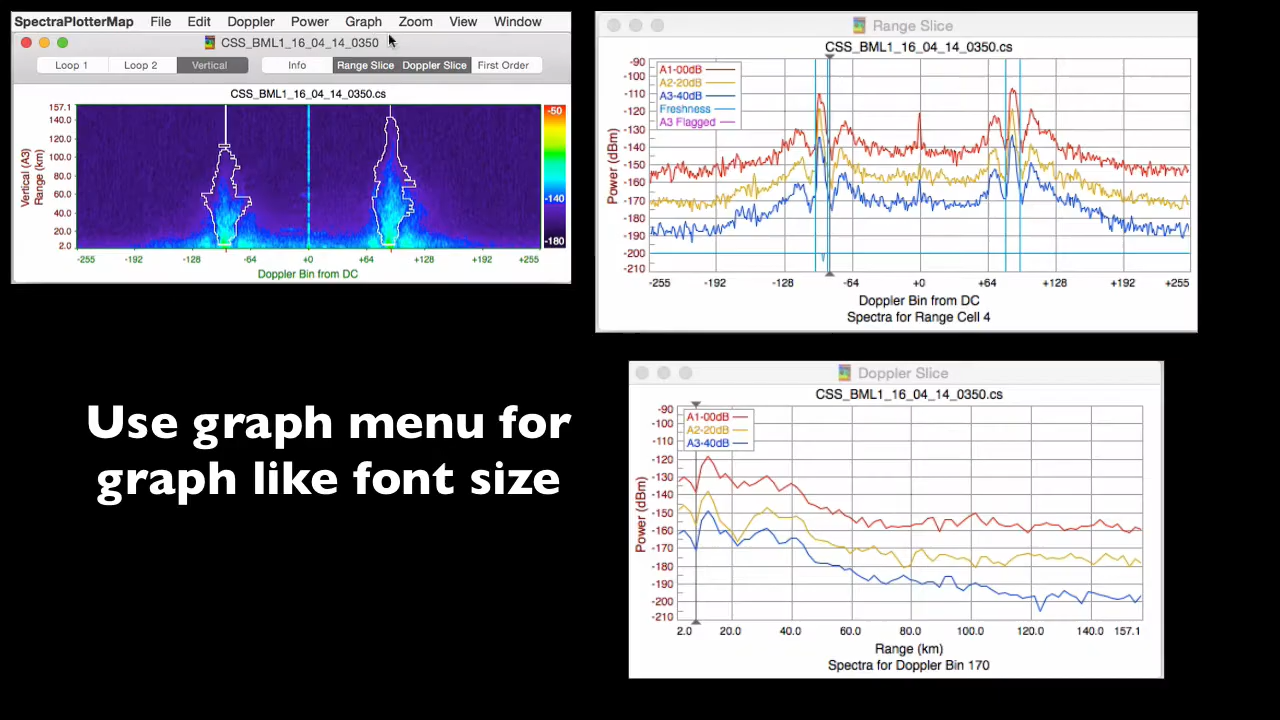 SpectraPlotterMap File Edit Doppler Power Graph Zoom View Window
CSS_BML1_16_04_14_0350
Loop 1 Loop 2 Vertical Info Range Slice Doppler Slice First Order
CSS_BML1_16_04_14_0350.cs
Vertical (A3)
Range (km)
157.1
140.0
120.0
100.0
80.0
60.0
40.0
20.0
2.0
-50
-140
-180
-255 -192 -128 -64 +0 +64 +128 +192 +255
Doppler Bin from DC
Range Slice
CSS_BML1_16_04_14_0350.cs
A1-00dB
A2-20dB
A3-40dB
Freshness
A3 Flagged
Power (dBm)
-90
-100
-110
-120
-130
-140
-150
-160
-170
-180
-190
-200
-210
-255 -192 -128 -64 +0 +64 +128 +192 +255
Doppler Bin from DC
Spectra for Range Cell 4
Use graph menu for
graph like font size
Doppler Slice
CSS_BML1_16_04_14_0350.cs
A1-00dB
A2-20dB
A3-40dB
Power (dBm)
-90
-100
-110
-120
-130
-140
-150
-160
-170
-180
-190
-200
-210
2.0 20.0 40.0 60.0 80.0 100.0 120.0 140.0 157.1
Range (km)
Spectra for Doppler Bin 170